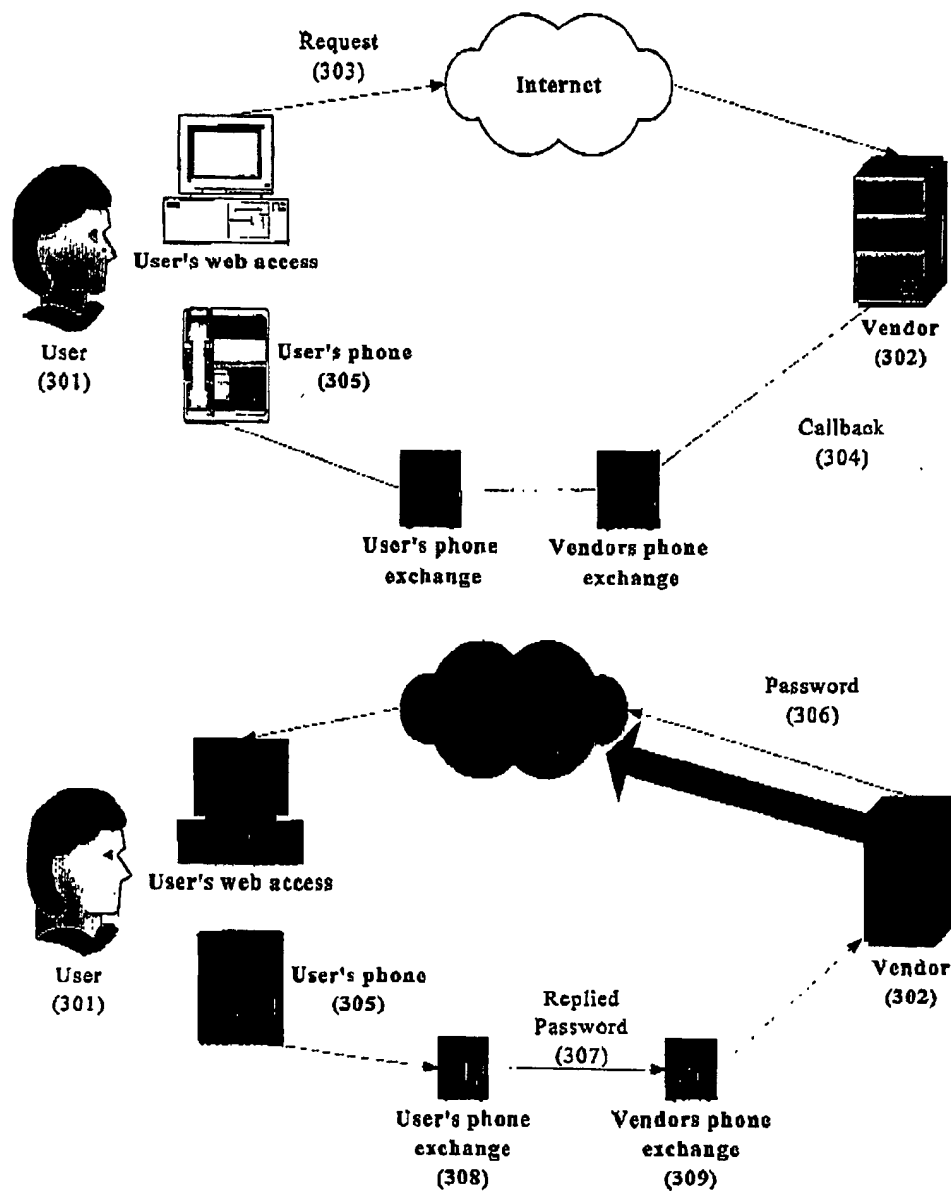 Request
(303)
Internet
User's web access
User
(301)
User's phone
(305)
Vendor
(302)
Callback
(304)
User's phone
exchange
Vendors phone
exchange
Password
(306)
User's web access
User
(301)
User's phone
(305)
Vendor
(302)
Replied
Password
(307)
User's phone
exchange
(308)
Vendors phone
exchange
(309)